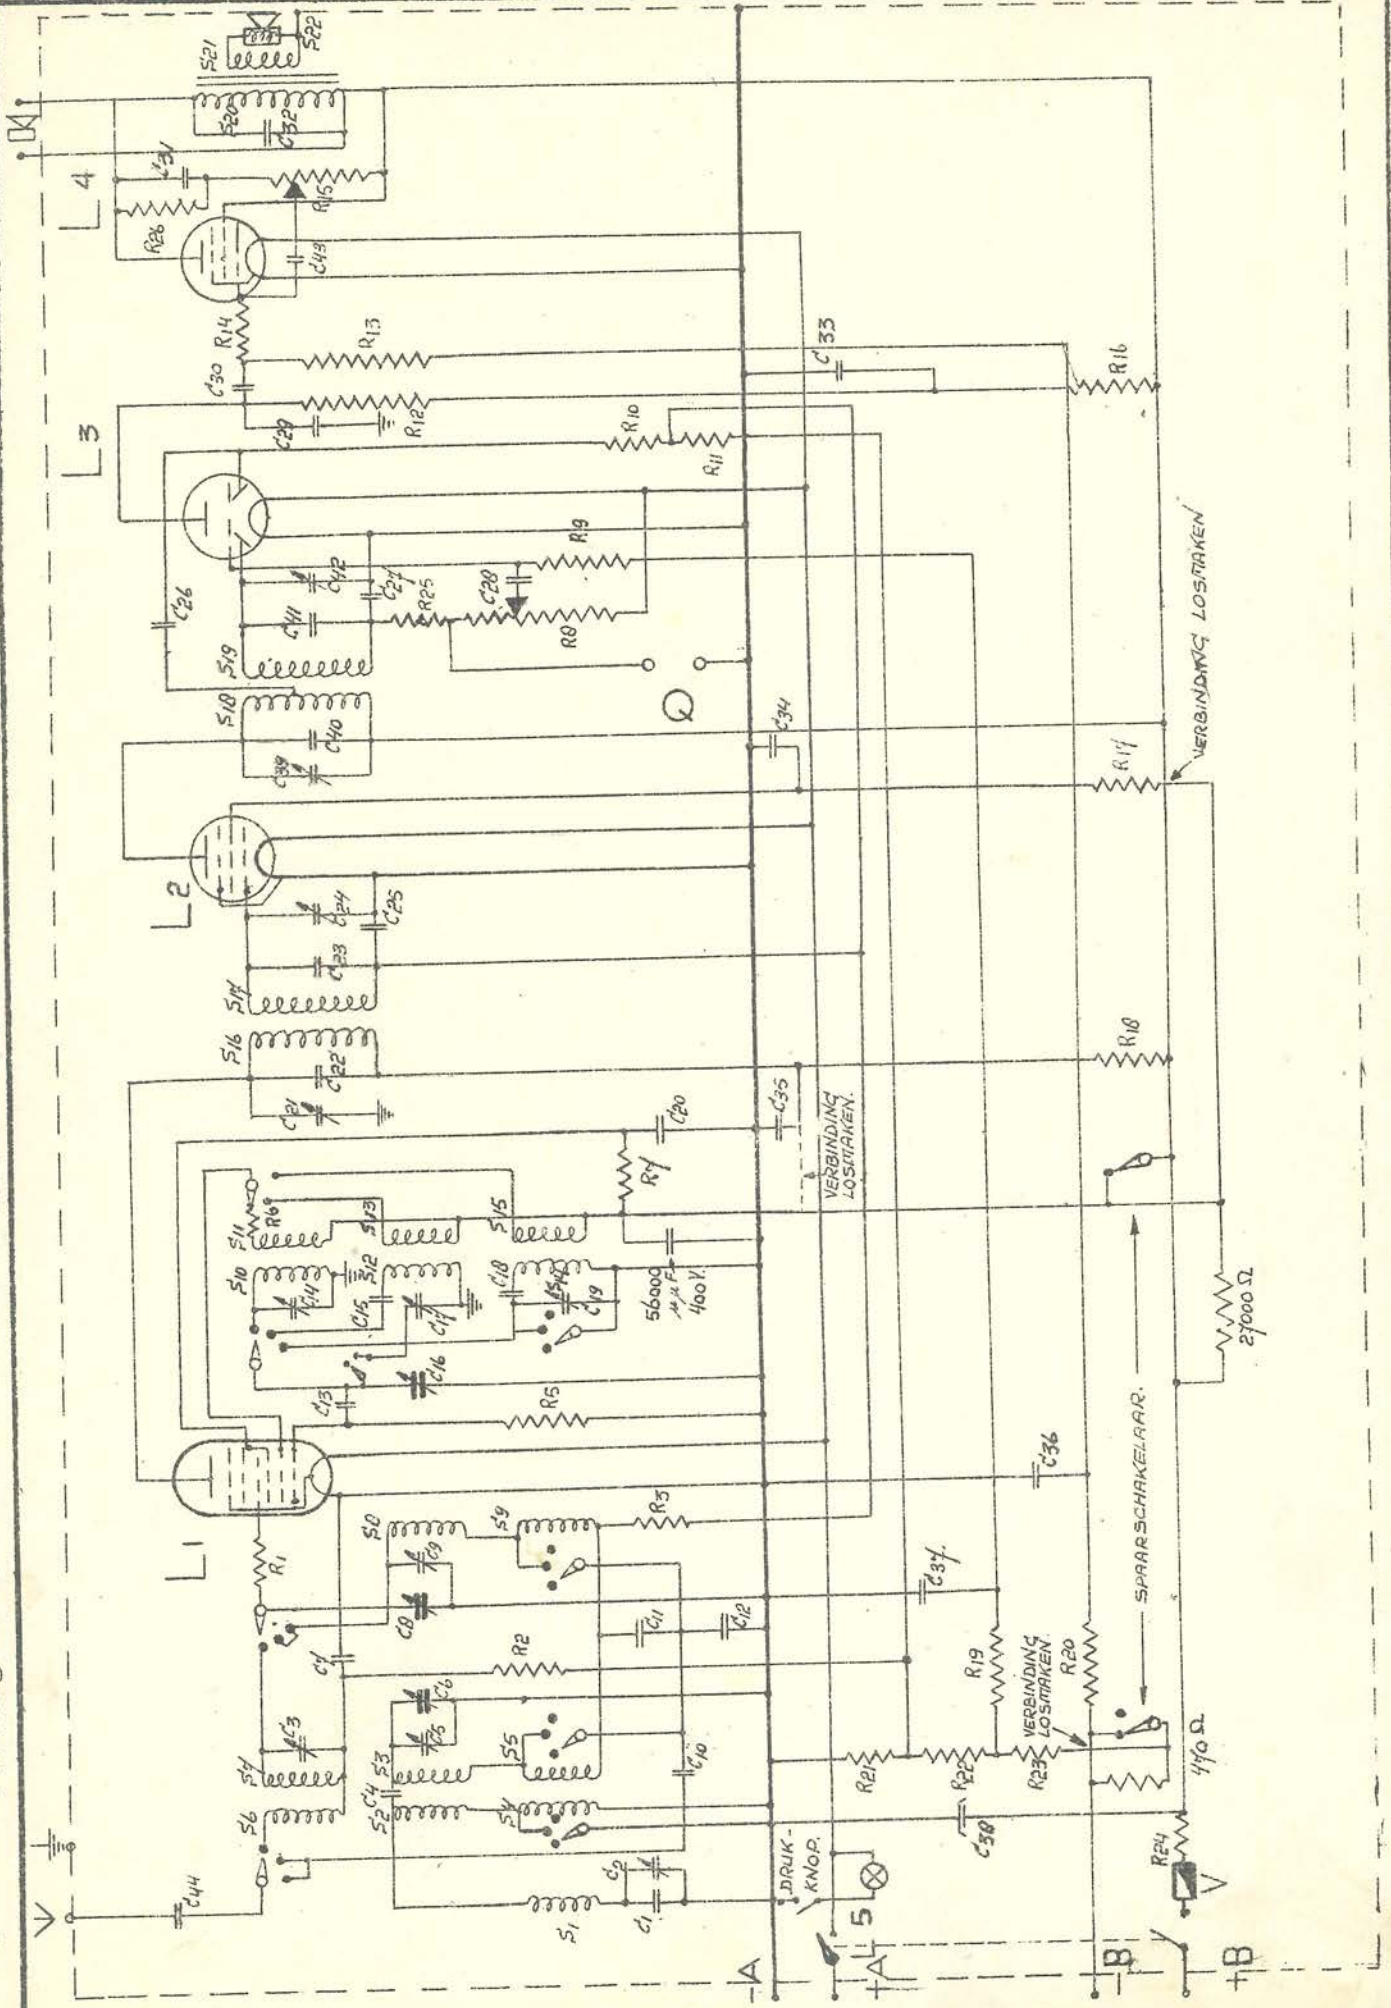 L1
L2
L3
L4
C44
S6
S7
C3
C7
R1
R2
S2
C4
S3
C5
C6
S4
S5
S1
C1
C2
C8
C9
S8
S9
R3
C10
C11
C12
C13
R5
C16
S10
C14
C15
S12
C17
C18
C19
S11
R6
S13
S15
R7
C20
56000
µµF
400V.
C21
C22
S16
S17
C23
C24
C25
C35
VERBINDING
LOSMAKEN.
C39
C40
S18
S19
C26
C41
C42
C27
R25
C28
R8
R9
Q
C34
C29
R12
C30
R13
R14
R10
R11
C33
R16
C43
R15
R26
C31
C32
S20
S21
S22
R17
VERBINDING LOSMAKEN
R18
27000 Ω
SPAARSCHAKELAAR.
C36
C37
R19
R20
VERBINDING
LOSMAKEN.
R21
R22
R23
C38
470 Ω
R24
V
DRUK-
KNOP.
L5
-A
+A
-B
+B